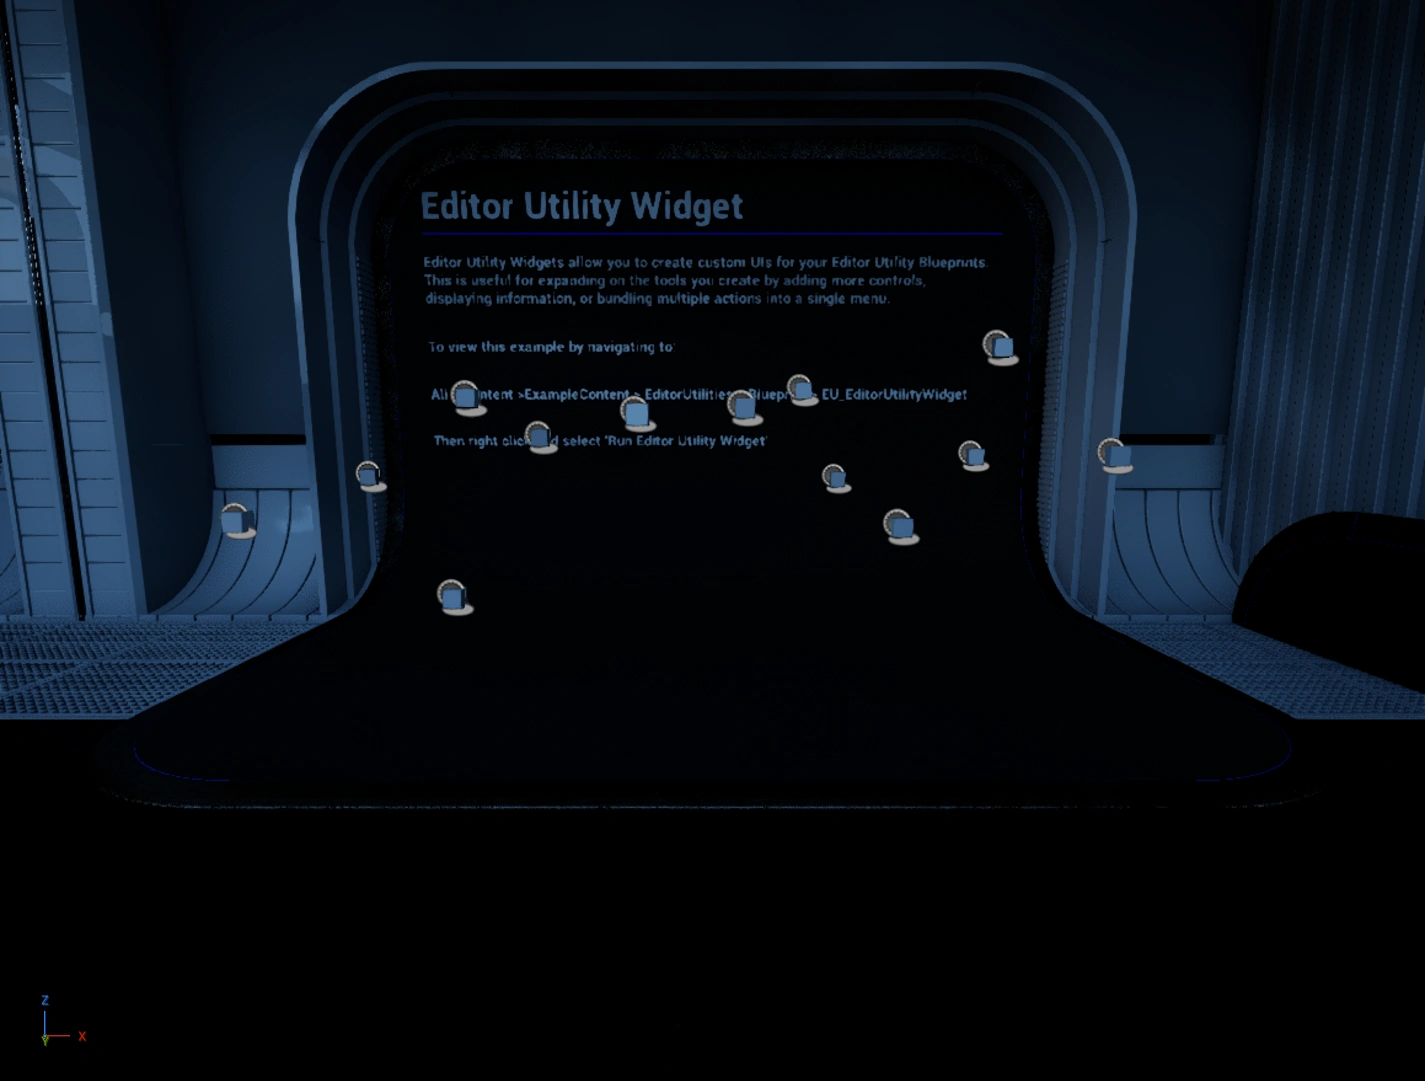 Editor Utility Widget
Editor Utility Widgets allow you to create custom UIs for your Editor Utility Blueprints.
This is useful for expanding on the tools you create by adding more controls,
displaying information, or bundling multiple actions into a single menu.
To view this example by navigating to:
>ExampleContent > EditorUtilities > EU_EditorUtilityWidget
Then right select 'Run Editor Utility Widget'
Z
X
Y